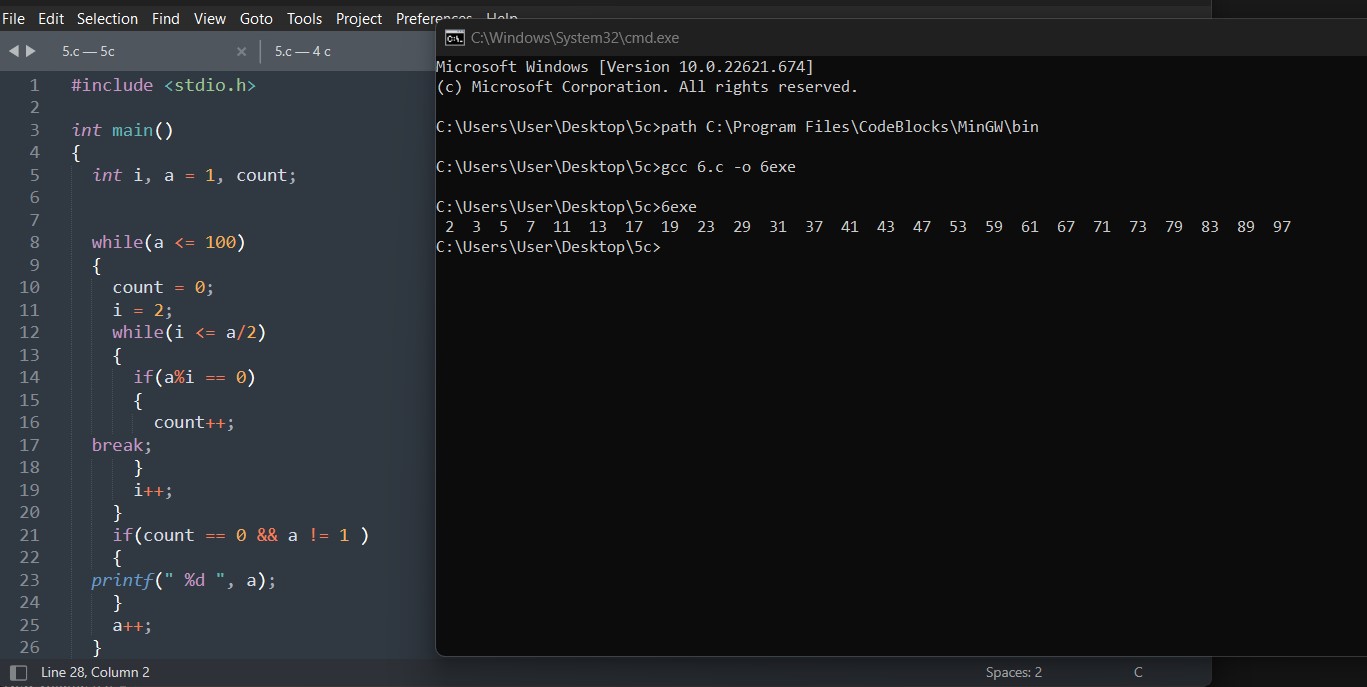 File Edit Selection Find View Goto Tools Project Preferences Help
5.c — 5c
5.c — 4 c
1 #include <stdio.h>
2
3 int main()
4 {
5 int i, a = 1, count;
6
7
8 while(a <= 100)
9 {
10 count = 0;
11 i = 2;
12 while(i <= a/2)
13 {
14 if(a%i == 0)
15 {
16 count++;
17 break;
18 }
19 i++;
20 }
21 if(count == 0 && a != 1 )
22 {
23 printf(" %d ", a);
24 }
25 a++;
26 }
Line 28, Column 2
Spaces: 2
C
C:\Windows\System32\cmd.exe
Microsoft Windows [Version 10.0.22621.674]
(c) Microsoft Corporation. All rights reserved.
C:\Users\User\Desktop\5c>path C:\Program Files\CodeBlocks\MinGW\bin
C:\Users\User\Desktop\5c>gcc 6.c -o 6exe
C:\Users\User\Desktop\5c>6exe
2 3 5 7 11 13 17 19 23 29 31 37 41 43 47 53 59 61 67 71 73 79 83 89 97
C:\Users\User\Desktop\5c>